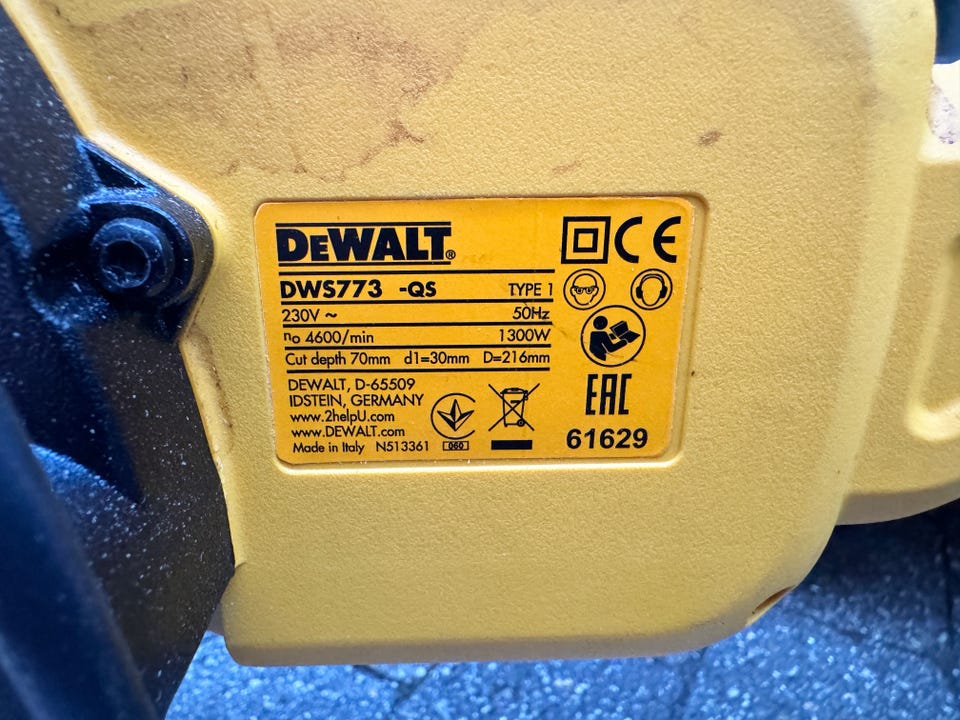 DEWALT®
DWS773 -QS TYPE 1
230V ~ 50Hz
no 4600/min 1300W
Cut depth 70mm d1=30mm D=216mm
DEWALT, D-65509
IDSTEIN, GERMANY
www.2helpU.com
www.DEWALT.com
Made in Italy N513361
060
CE
EAC
61629